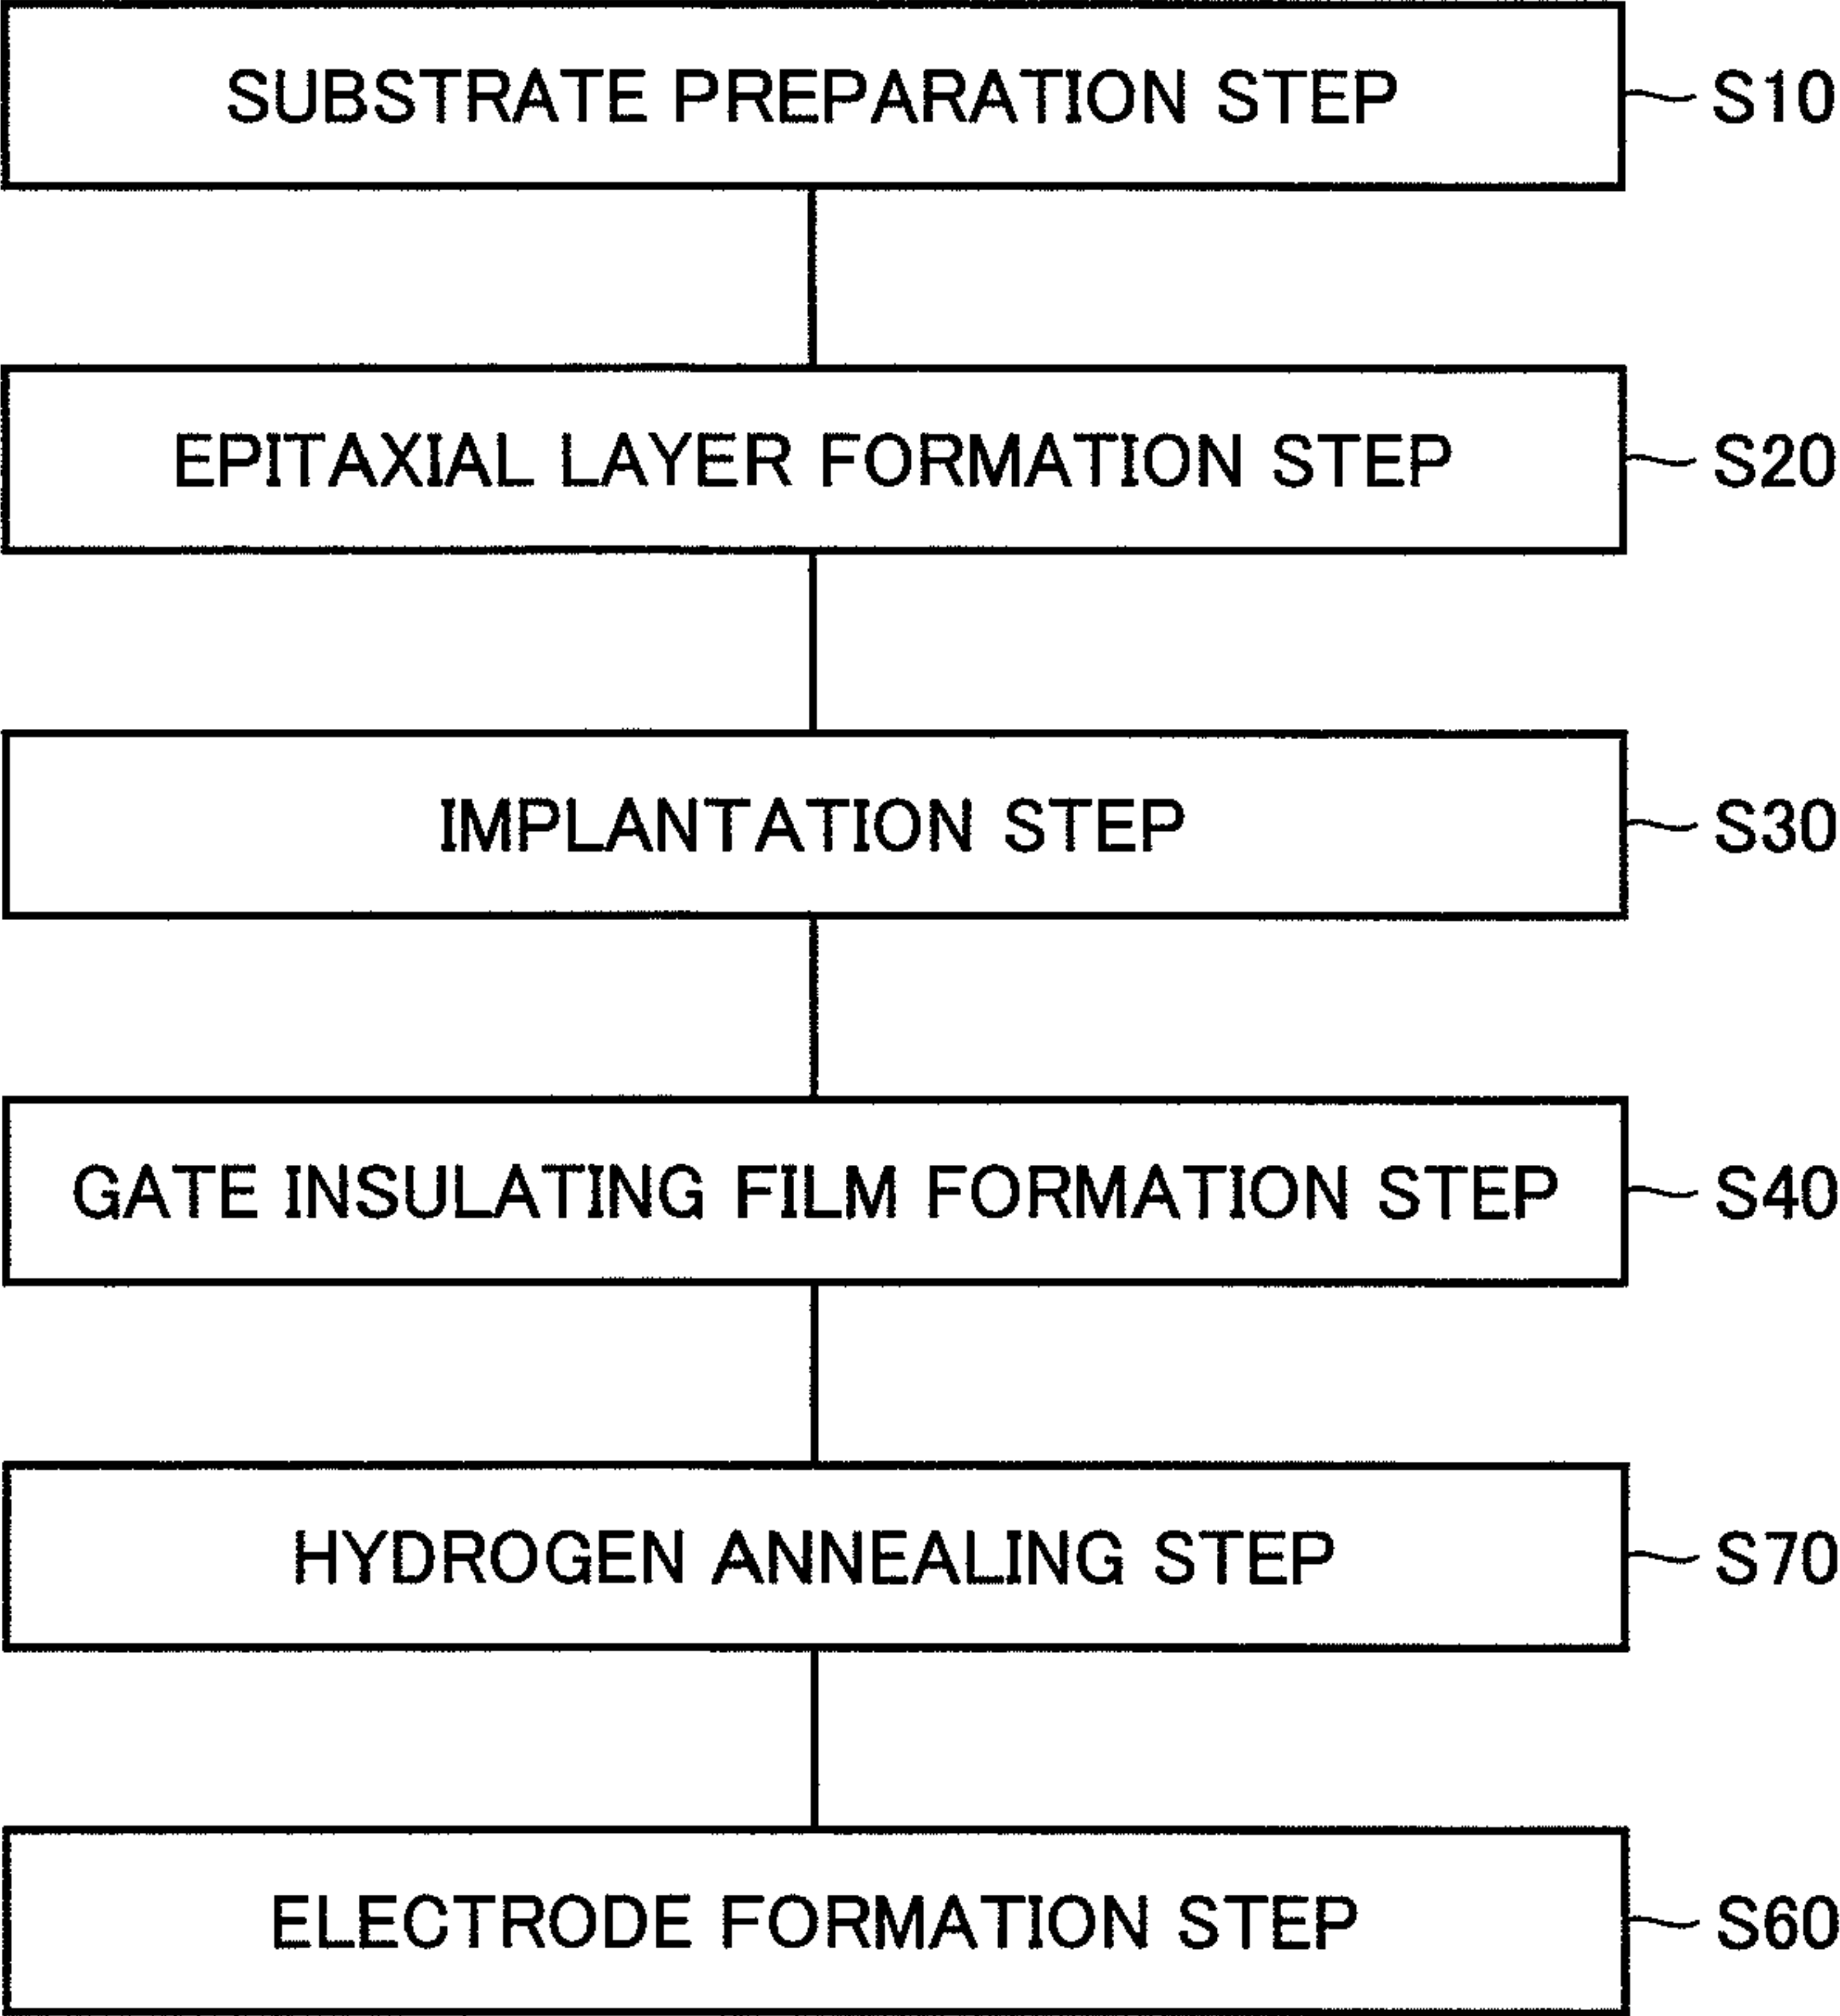 SUBSTRATE PREPARATION STEP S10
EPITAXIAL LAYER FORMATION STEP S20
IMPLANTATION STEP S30
GATE INSULATING FILM FORMATION STEP S40
HYDROGEN ANNEALING STEP S70
ELECTRODE FORMATION STEP S60